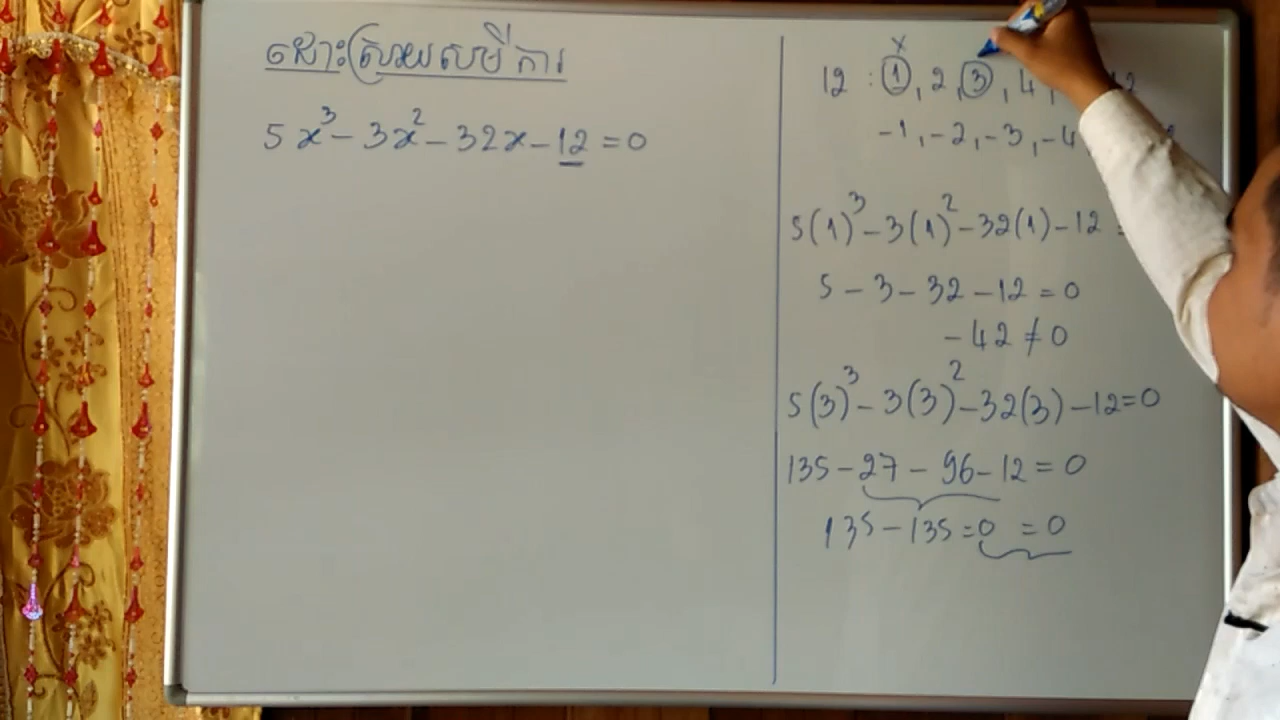 ដោះស្រាយសមីការ
5x³ - 3x² - 32x - 12 = 0
x
12 : 1, 2, 3, 4, 12
-1, -2, -3, -4
5(1)³ - 3(1)² - 32(1) - 12 =
5 - 3 - 32 - 12 = 0
-42 ≠ 0
5(3)³ - 3(3)² - 32(3) - 12 = 0
135 - 27 - 96 - 12 = 0
135 - 135 = 0 = 0